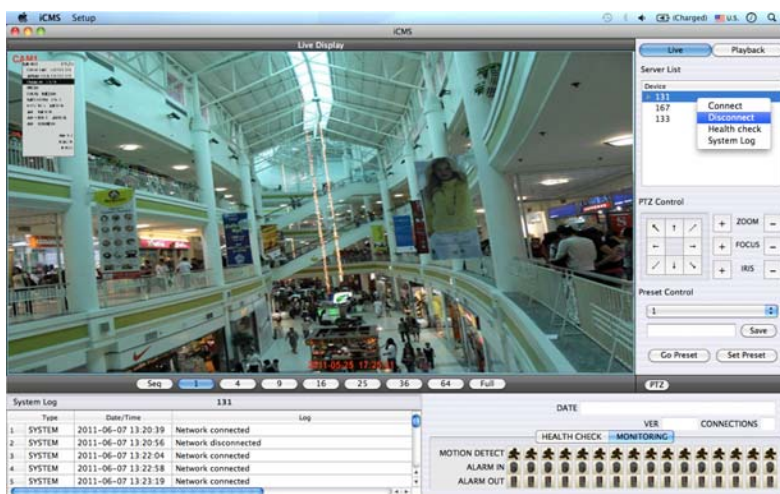 iCMS Setup
(Charged) U.S.
iCMS
Live Display
Live Playback
CAM1
Server List
Device
131
167
133
Connect
Disconnect
Health check
System Log
PTZ Control
+ ZOOM -
+ FOCUS -
+ IRIS -
Preset Control
1
Save
Go Preset Set Preset
Seq 1 4 9 16 25 36 64 Full
PTZ
System Log 131
Type Date/Time Log
1 SYSTEM 2011-06-07 13:20:39 Network connected
2 SYSTEM 2011-06-07 13:20:56 Network disconnected
3 SYSTEM 2011-06-07 13:22:04 Network connected
4 SYSTEM 2011-06-07 13:22:58 Network connected
5 SYSTEM 2011-06-07 13:23:19 Network connected
DATE
VER CONNECTIONS
HEALTH CHECK MONITORING
MOTION DETECT
ALARM IN
ALARM OUT